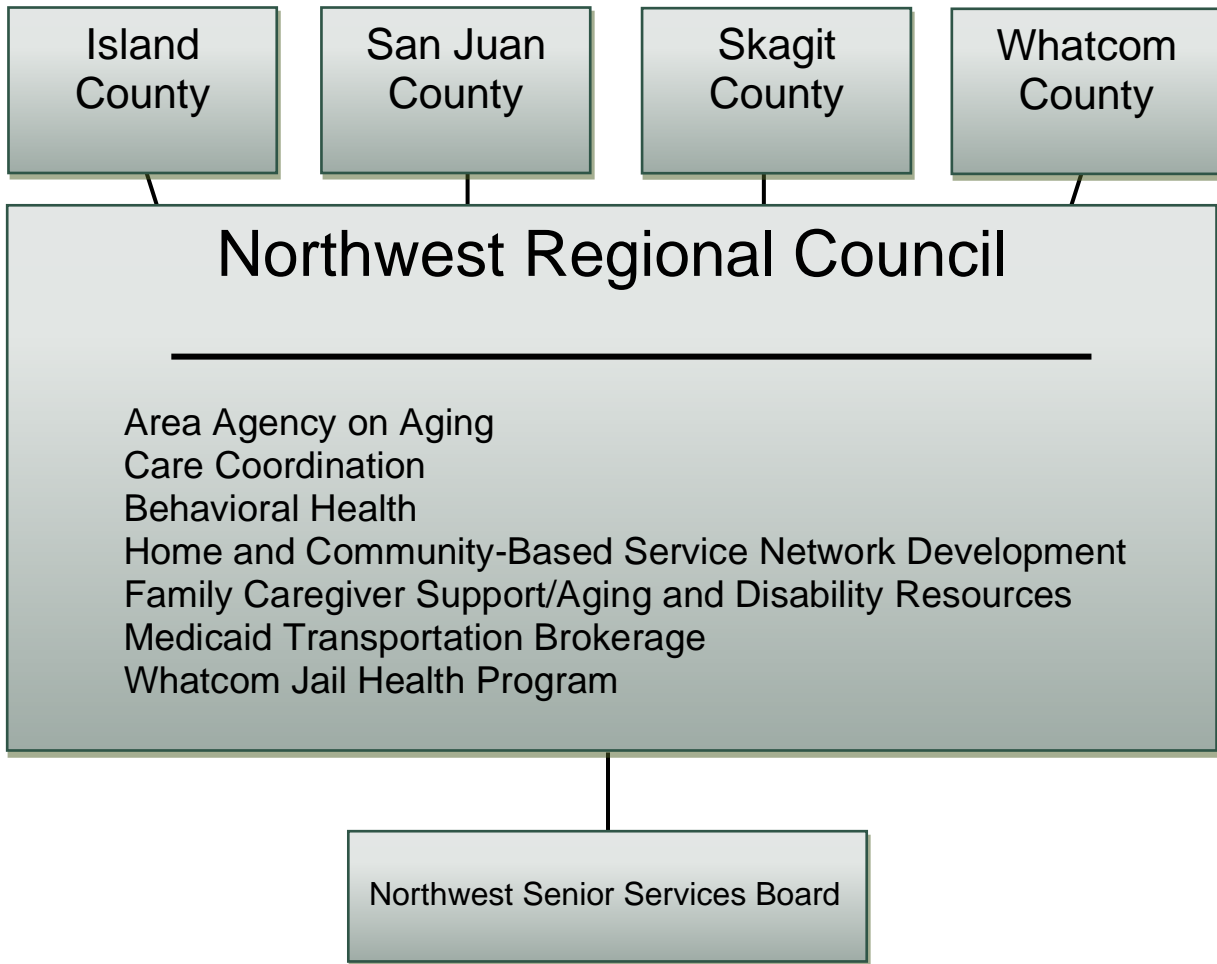 Island
County
San Juan
County
Skagit
County
Whatcom
County
Northwest Regional Council
Area Agency on Aging
Care Coordination
Behavioral Health
Home and Community-Based Service Network Development
Family Caregiver Support/Aging and Disability Resources
Medicaid Transportation Brokerage
Whatcom Jail Health Program
Northwest Senior Services Board